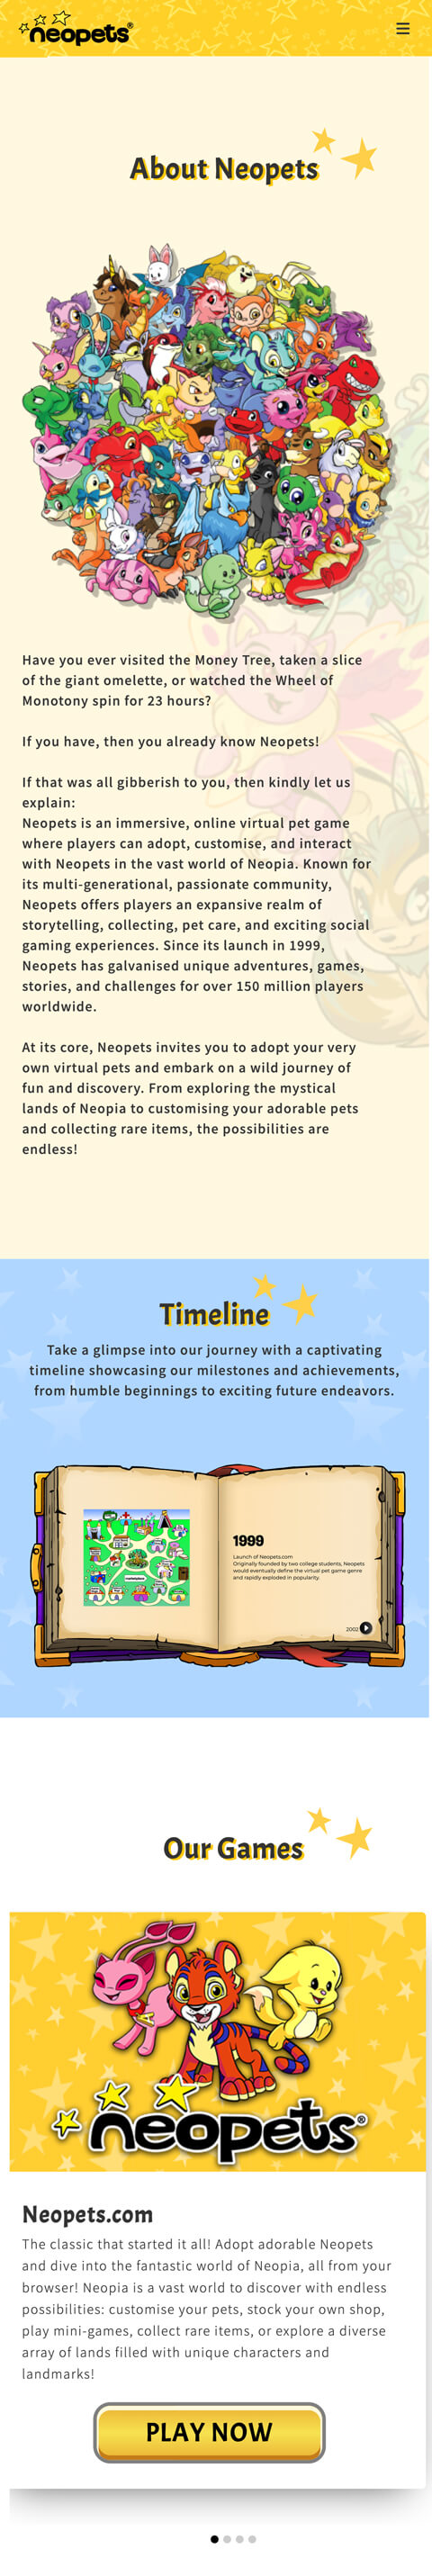 neopets®
About Neopets
Have you ever visited the Money Tree, taken a slice
of the giant omelette, or watched the Wheel of
Monotony spin for 23 hours?
If you have, then you already know Neopets!
If that was all gibberish to you, then kindly let us
explain:
Neopets is an immersive, online virtual pet game
where players can adopt, customise, and interact
with Neopets in the vast world of Neopia. Known for
its multi-generational, passionate community,
Neopets offers players an expansive realm of
storytelling, collecting, pet care, and exciting social
gaming experiences. Since its launch in 1999,
Neopets has galvanised unique adventures, games,
stories, and challenges for over 150 million players
worldwide.
At its core, Neopets invites you to adopt your very
own virtual pets and embark on a wild journey of
fun and discovery. From exploring the mystical
lands of Neopia to customising your adorable pets
and collecting rare items, the possibilities are
endless!
Timeline
Take a glimpse into our journey with a captivating
timeline showcasing our milestones and achievements,
from humble beginnings to exciting future endeavors.
1999
Launch of Neopets.com
Originally founded by two college students, Neopets
would eventually define the virtual pet game genre
and rapidly exploded in popularity.
2002
Our Games
neopets®
Neopets.com
The classic that started it all! Adopt adorable Neopets
and dive into the fantastic world of Neopia, all from your
browser! Neopia is a vast world to discover with endless
possibilities: customise your pets, stock your own shop,
play mini-games, collect rare items, or explore a diverse
array of lands filled with unique characters and
landmarks!
PLAY NOW